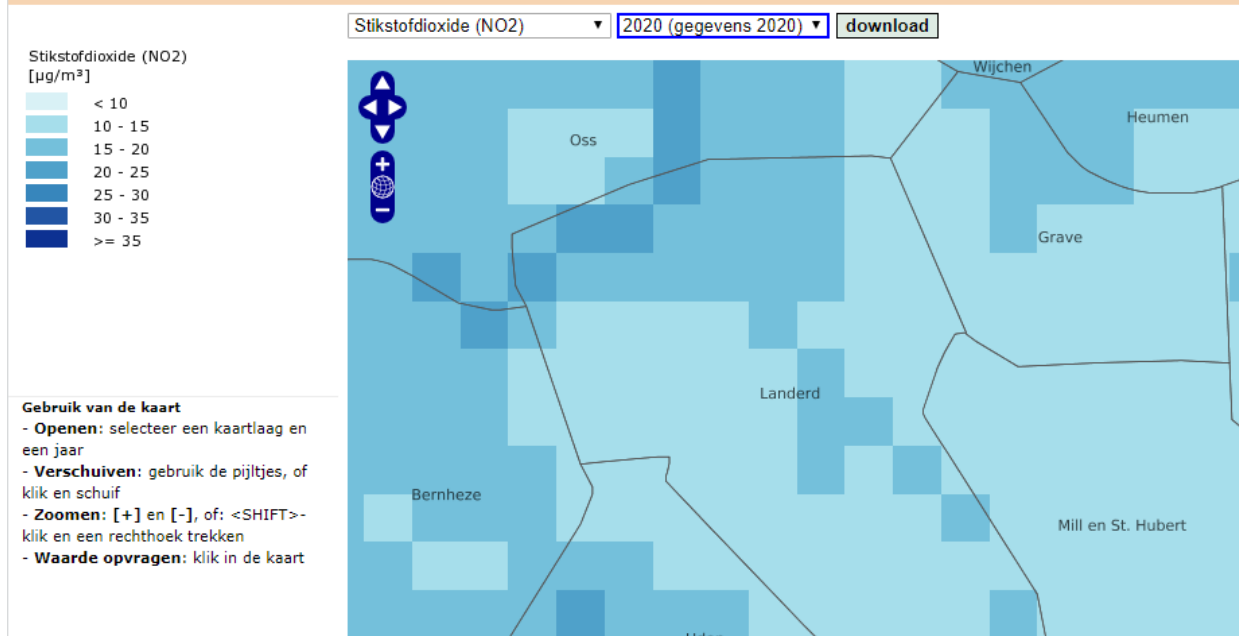 Stikstofdioxide (NO2)
2020 (gegevens 2020)
download
Stikstofdioxide (NO2)
[µg/m³]
< 10
10 - 15
15 - 20
20 - 25
25 - 30
30 - 35
>= 35
Wijchen
Oss
Heumen
Grave
Landerd
Bernheze
Mill en St. Hubert
Gebruik van de kaart
- Openen: selecteer een kaartlaag en
een jaar
- Verschuiven: gebruik de pijltjes, of
klik en schuif
- Zoomen: [+] en [-], of: <SHIFT>-
klik en een rechthoek trekken
- Waarde opvragen: klik in de kaart